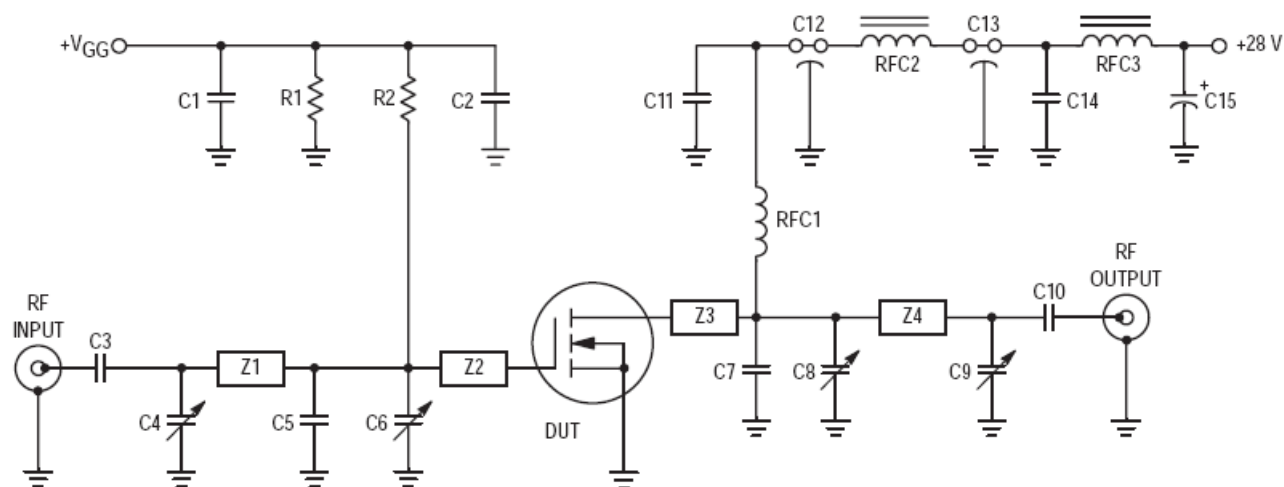 +VGG
C1
R1
R2
C2
C11
C12
RFC2
C13
C14
RFC3
+28 V
+
C15
RFC1
RF
INPUT
C3
C4
Z1
C5
C6
Z2
DUT
Z3
C7
C8
Z4
C9
C10
RF
OUTPUT